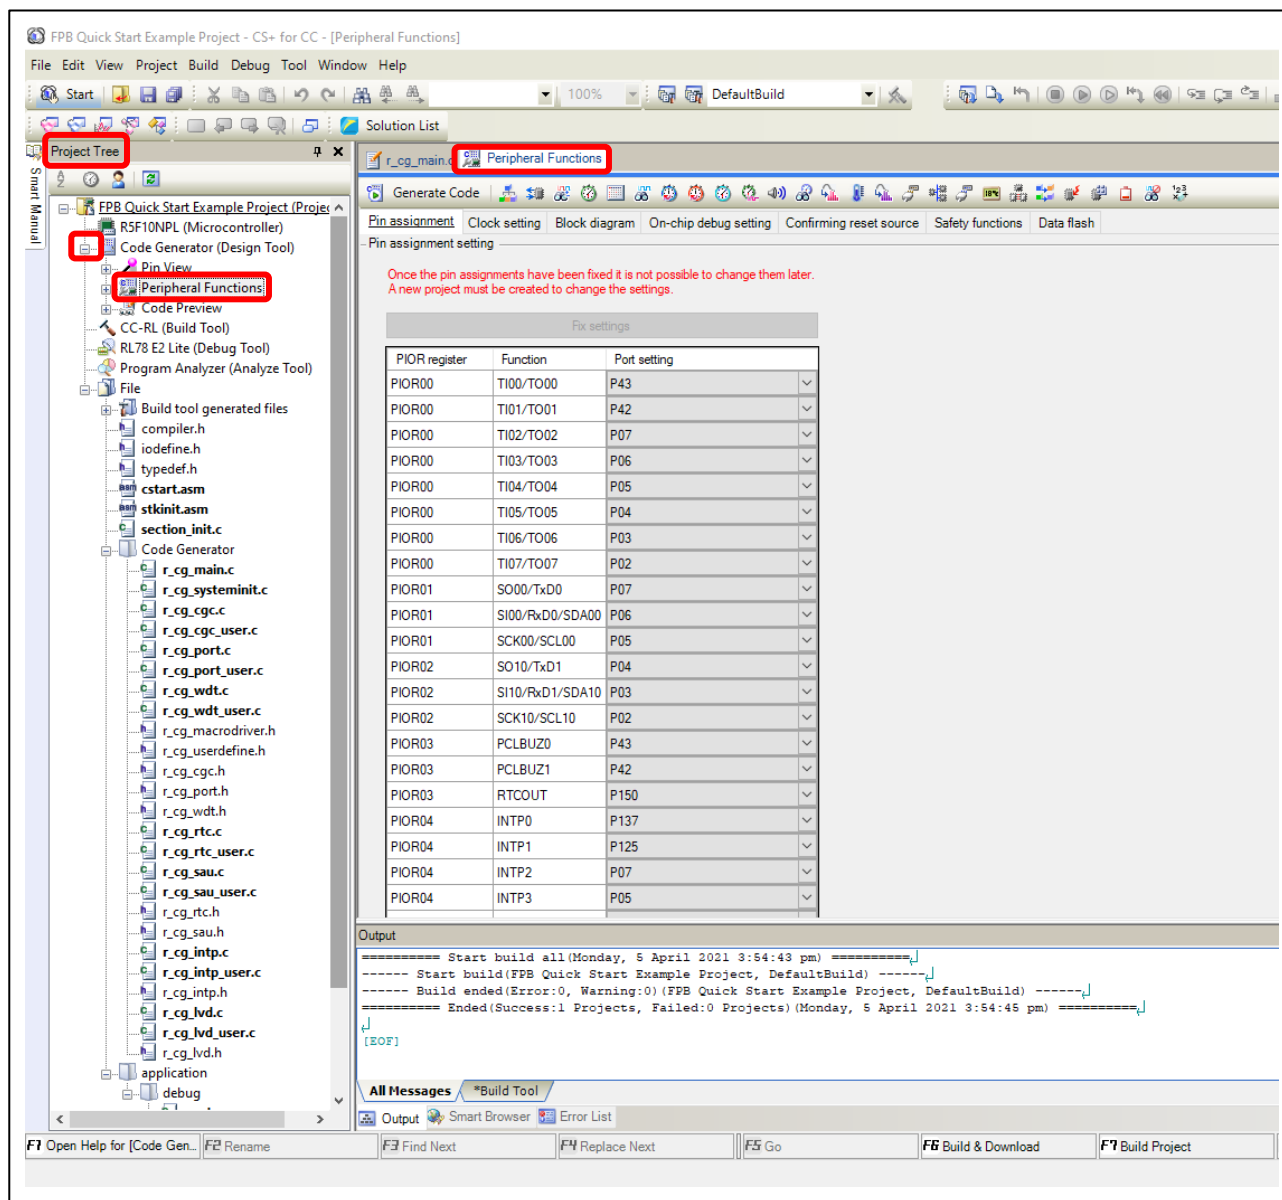 FPB Quick Start Example Project - CS+ for CC - [Peripheral Functions]
File Edit View Project Build Debug Tool Window Help
Start 100% DefaultBuild
Solution List
Project Tree
Smart Manual
FPB Quick Start Example Project (Projec
R5F10NPL (Microcontroller)
Code Generator (Design Tool)
Pin View
Peripheral Functions
Code Preview
CC-RL (Build Tool)
RL78 E2 Lite (Debug Tool)
Program Analyzer (Analyze Tool)
File
Build tool generated files
compiler.h
iodefine.h
typedef.h
cstart.asm
stkinit.asm
section_init.c
Code Generator
r_cg_main.c
r_cg_systeminit.c
r_cg_cgc.c
r_cg_cgc_user.c
r_cg_port.c
r_cg_port_user.c
r_cg_wdt.c
r_cg_wdt_user.c
r_cg_macrodriver.h
r_cg_userdefine.h
r_cg_cgc.h
r_cg_port.h
r_cg_wdt.h
r_cg_rtc.c
r_cg_rtc_user.c
r_cg_sau.c
r_cg_sau_user.c
r_cg_rtc.h
r_cg_sau.h
r_cg_intp.c
r_cg_intp_user.c
r_cg_intp.h
r_cg_lvd.c
r_cg_lvd_user.c
r_cg_lvd.h
application
debug
r_cg_main.c Peripheral Functions
Generate Code
Pin assignment Clock setting Block diagram On-chip debug setting Confirming reset source Safety functions Data flash
Pin assignment setting
Once the pin assignments have been fixed it is not possible to change them later.
A new project must be created to change the settings.
Fix settings
PIOR register Function Port setting
PIOR00 TI00/TO00 P43
PIOR00 TI01/TO01 P42
PIOR00 TI02/TO02 P07
PIOR00 TI03/TO03 P06
PIOR00 TI04/TO04 P05
PIOR00 TI05/TO05 P04
PIOR00 TI06/TO06 P03
PIOR00 TI07/TO07 P02
PIOR01 SO00/TxD0 P07
PIOR01 SI00/RxD0/SDA00 P06
PIOR01 SCK00/SCL00 P05
PIOR02 SO10/TxD1 P04
PIOR02 SI10/RxD1/SDA10 P03
PIOR02 SCK10/SCL10 P02
PIOR03 PCLBUZ0 P43
PIOR03 PCLBUZ1 P42
PIOR03 RTCOUT P150
PIOR04 INTP0 P137
PIOR04 INTP1 P125
PIOR04 INTP2 P07
PIOR04 INTP3 P05
Output
========== Start build all(Monday, 5 April 2021 3:54:43 pm) ==========
------ Start build(FPB Quick Start Example Project, DefaultBuild) ------
------ Build ended(Error:0, Warning:0)(FPB Quick Start Example Project, DefaultBuild) ------
========== Ended(Success:1 Projects, Failed:0 Projects)(Monday, 5 April 2021 3:54:45 pm) ==========
[EOF]
All Messages *Build Tool
Output Smart Browser Error List
F1 Open Help for [Code Gen... F2 Rename F3 Find Next F4 Replace Next F5 Go F6 Build & Download F7 Build Project